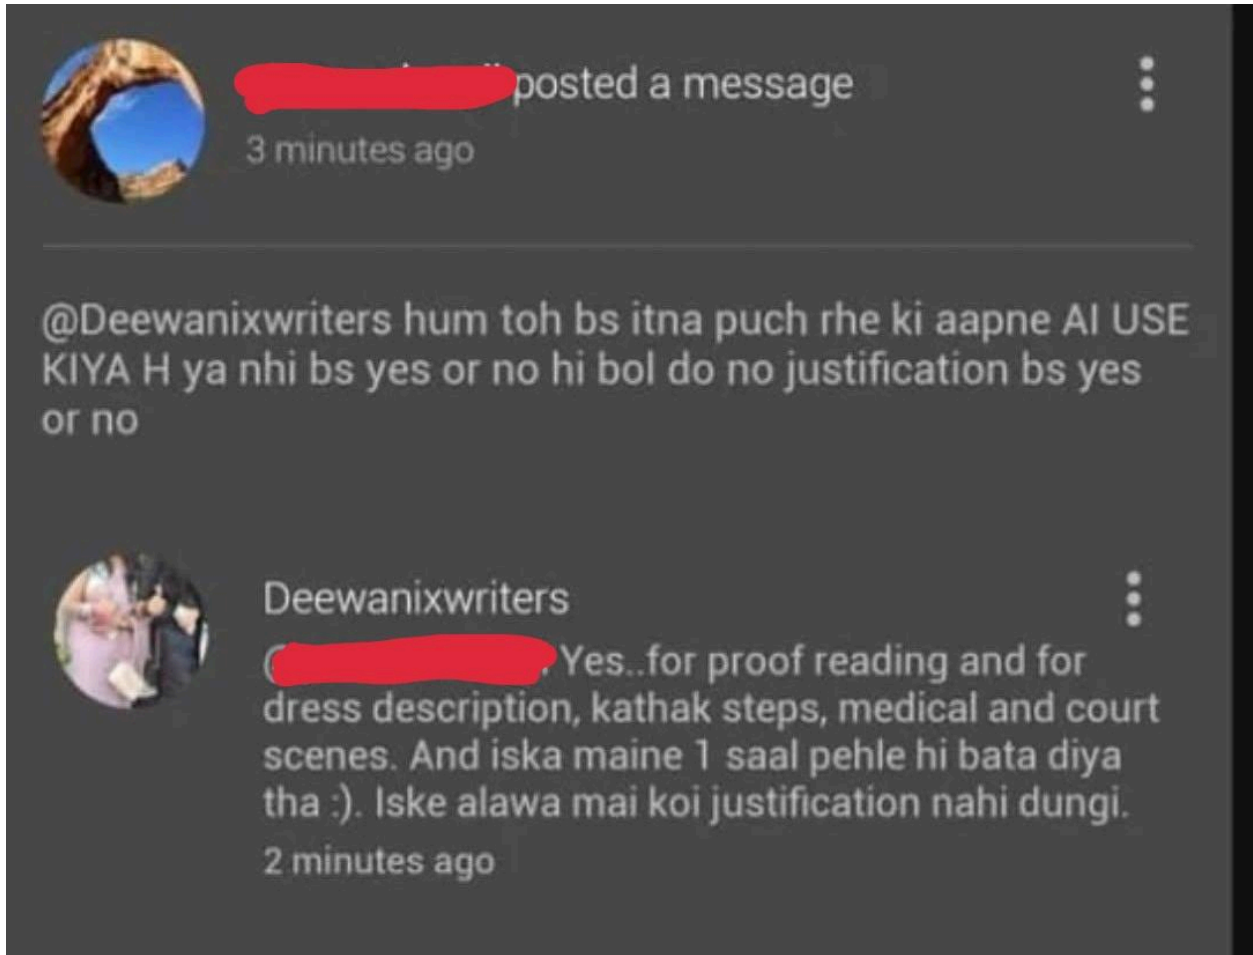 posted a message
3 minutes ago
@Deewanixwriters hum toh bs itna puch rhe ki aapne AI USE
KIYA H ya nhi bs yes or no hi bol do no justification bs yes
or no
Deewanixwriters
Yes..for proof reading and for
dress description, kathak steps, medical and court
scenes. And iska maine 1 saal pehle hi bata diya
tha :). Iske alawa mai koi justification nahi dungi.
2 minutes ago